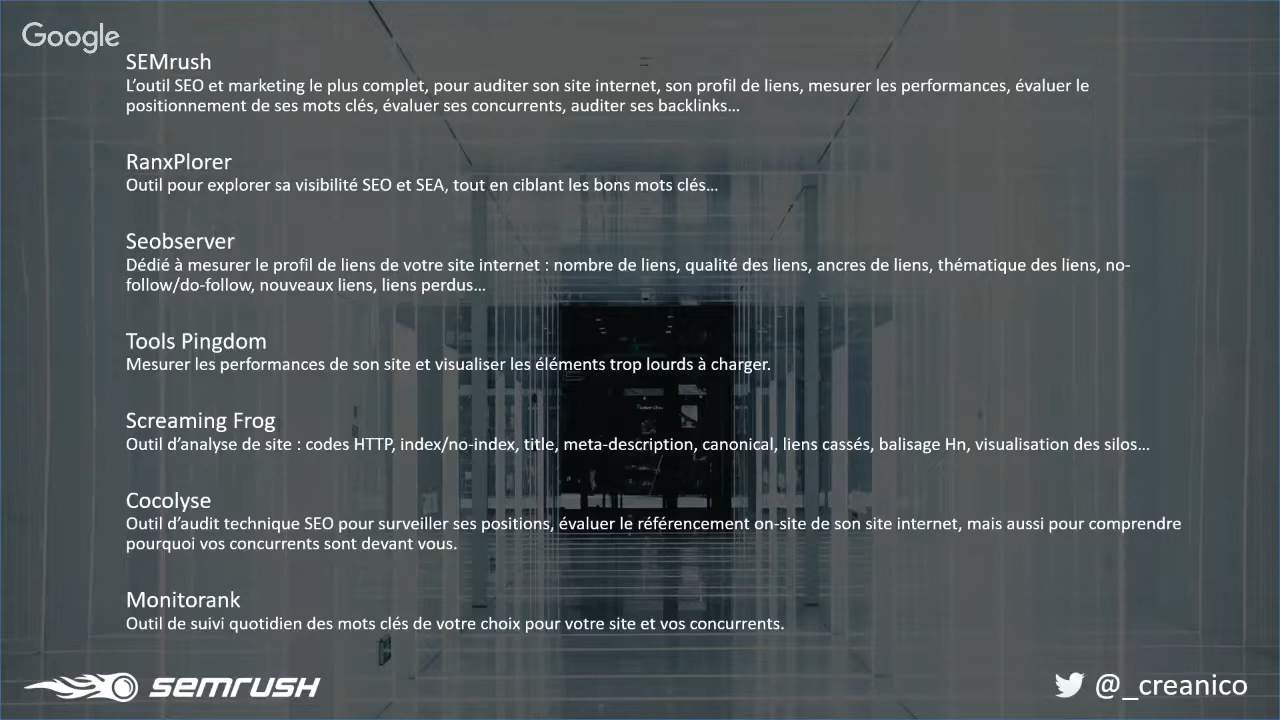 Google
SEMrush
L’outil SEO et marketing le plus complet, pour auditer son site internet, son profil de liens, mesurer les performances, évaluer le
positionnement de ses mots clés, évaluer ses concurrents, auditer ses backlinks…
RanxPlorer
Outil pour explorer sa visibilité SEO et SEA, tout en ciblant les bons mots clés…
Seobserver
Dédié à mesurer le profil de liens de votre site internet : nombre de liens, qualité des liens, ancres de liens, thématique des liens, no-
follow/do-follow, nouveaux liens, liens perdus…
Tools Pingdom
Mesurer les performances de son site et visualiser les éléments trop lourds à charger.
Screaming Frog
Outil d’analyse de site : codes HTTP, index/no-index, title, meta-description, canonical, liens cassés, balisage Hn, visualisation des silos…
Cocolyse
Outil d’audit technique SEO pour surveiller ses positions, évaluer le référencement on-site de son site internet, mais aussi pour comprendre
pourquoi vos concurrents sont devant vous.
Monitorank
Outil de suivi quotidien des mots clés de votre choix pour votre site et vos concurrents.
SEMRUSH
@_creanico